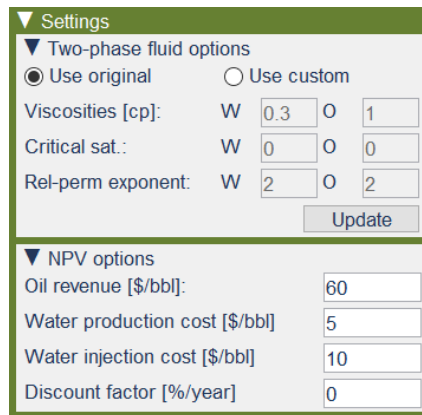 ▼ Settings
▼ Two-phase fluid options
Use original Use custom
Viscosities [cp]: W 0.3 O 1
Critical sat.: W 0 O 0
Rel-perm exponent: W 2 O 2
Update
▼ NPV options
Oil revenue [$/bbl]: 60
Water production cost [$/bbl] 5
Water injection cost [$/bbl] 10
Discount factor [%/year] 0